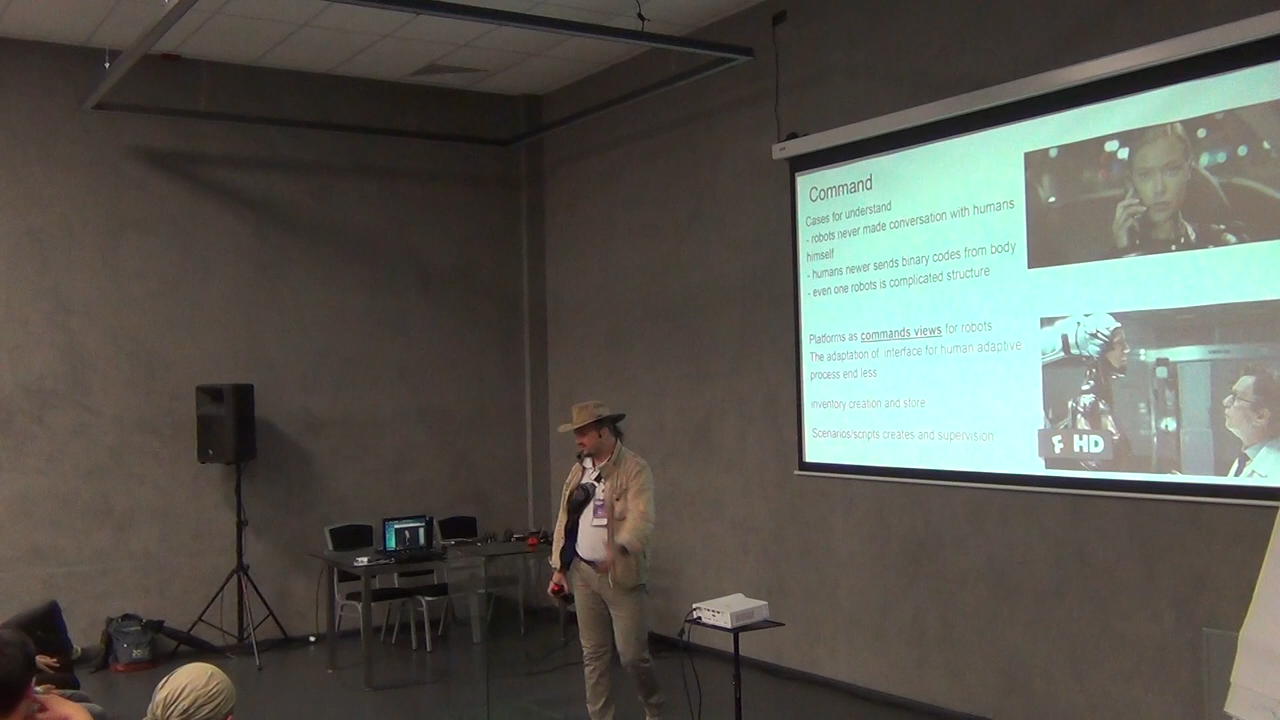 Command
Cases for understand
- robots never made conversation with humans
himself
- humans newer sends binary codes from body
- even one robots is complicated structure
Platforms as commands views for robots
The adaptation of interface for human adaptive
process end less
inventory creation and store
Scenarios/scripts creates and supervision
F HD